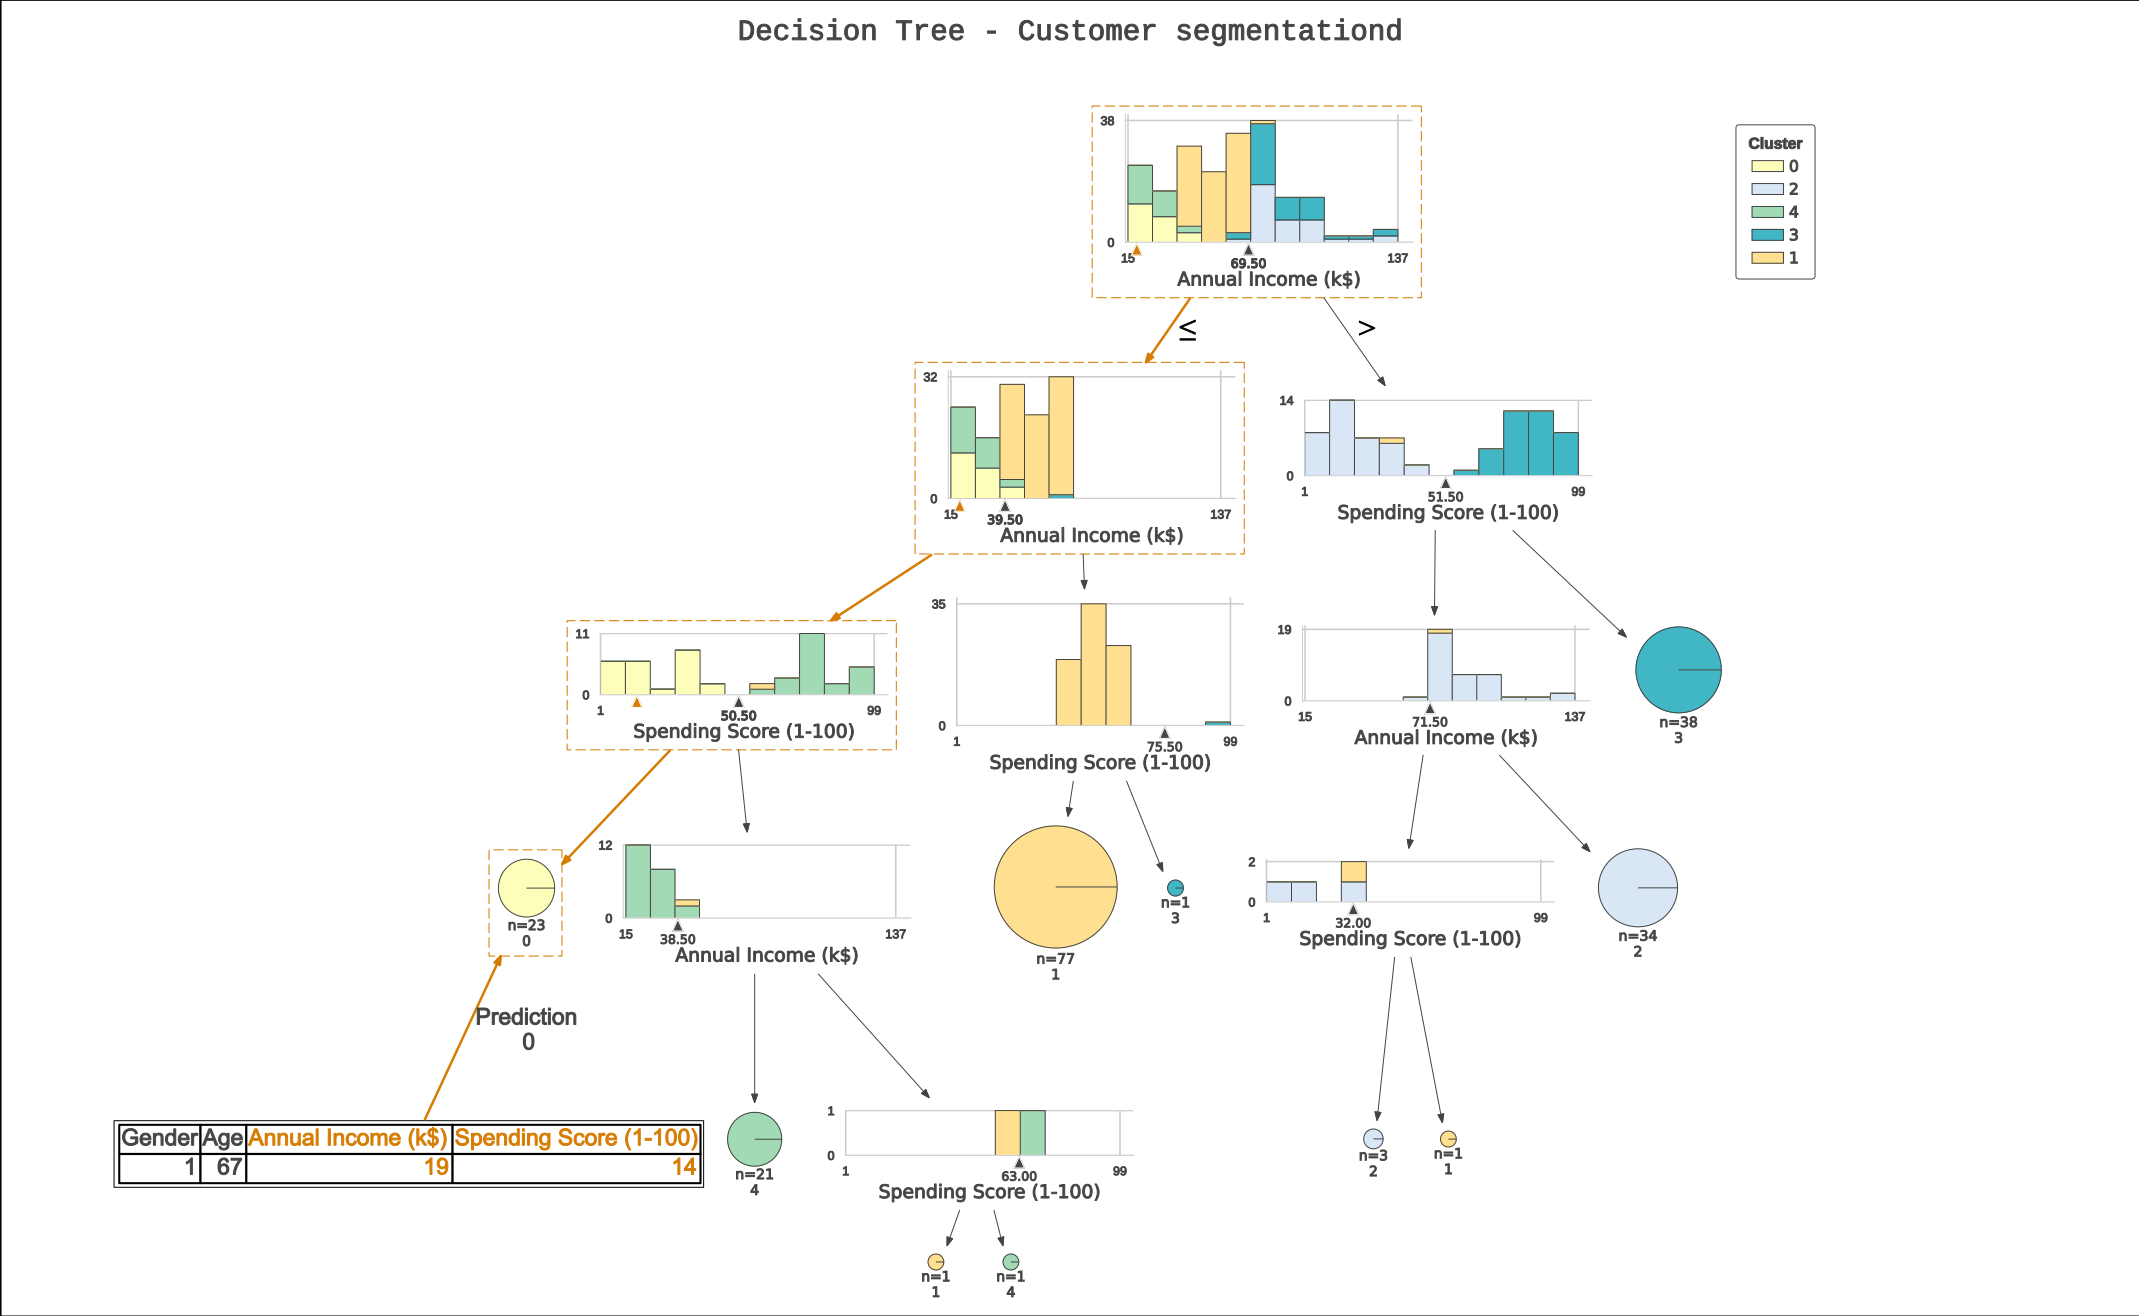 Decision Tree - Customer segmentationd
38
0
15
69.50
137
Annual Income (k$)
Cluster
0
2
4
3
1
≤
>
32
0
15
39.50
137
Annual Income (k$)
14
0
1
51.50
99
Spending Score (1-100)
11
0
1
50.50
99
Spending Score (1-100)
35
0
1
75.50
99
Spending Score (1-100)
19
0
15
71.50
137
Annual Income (k$)
n=38
3
n=23
0
12
0
15
38.50
137
Annual Income (k$)
n=77
1
n=1
3
2
0
1
32.00
99
Spending Score (1-100)
n=34
2
Prediction
0
Gender Age Annual Income (k$) Spending Score (1-100)
1 67 19 14
n=21
4
1
0
1
63.00
99
Spending Score (1-100)
n=3
2
n=1
1
n=1
1
n=1
4